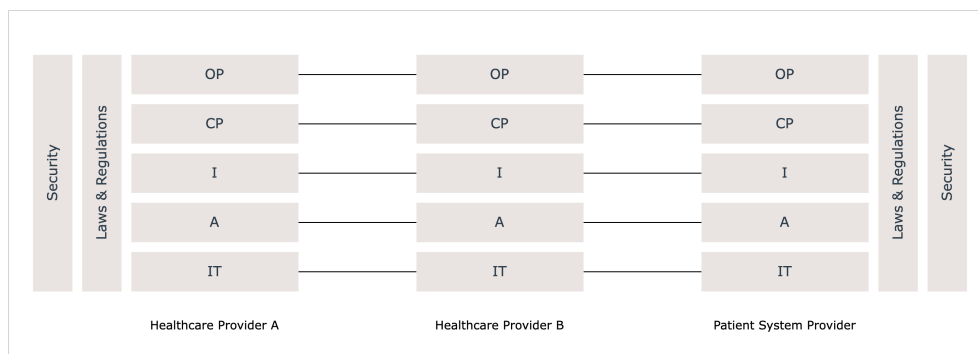 Security
Laws & Regulations
OP
OP
OP
CP
CP
CP
I
I
I
A
A
A
IT
IT
IT
Laws & Regulations
Security
Healthcare Provider A
Healthcare Provider B
Patient System Provider